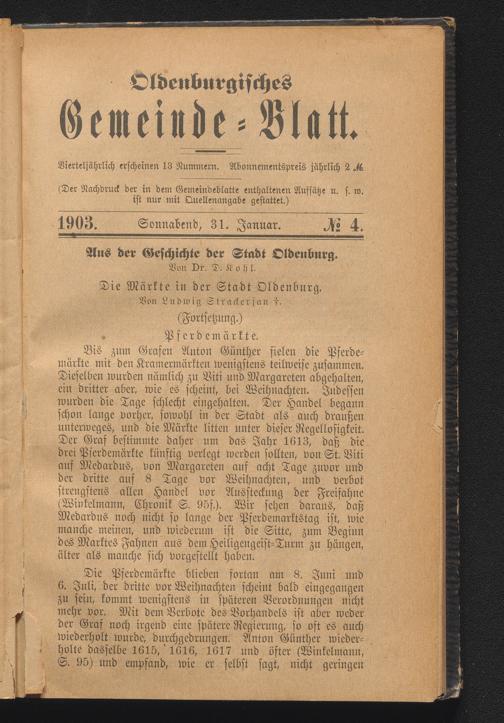 Oldenburgisches
Gemeinde-Blatt.
Vierteljährlich erscheinen 13 Nummern. Abonnementspreis jährlich 2 ℳ
(Der Nachdruck der in dem Gemeindeblatte enthaltenen Aufsätze u. s. w.
ist nur mit Quellenangabe gestattet.)
1903. Sonnabend, 31. Januar. № 4.
Aus der Geschichte der Stadt Oldenburg.
Von Dr. D. Kohl.
Die Märkte in der Stadt Oldenburg.
Von Ludwig Strackerjan †.
(Fortsetzung.)
Pferdemärkte.
Bis zum Grafen Anton Günther fielen die Pferde-
märkte mit den Kramermärkten wenigstens teilweise zusammen.
Dieselben wurden nämlich zu Viti und Margareten abgehalten,
ein dritter aber, wie es scheint, bei Weihnachten. Indessen
wurden die Tage schlecht eingehalten. Der Handel begann
schon lange vorher, sowohl in der Stadt als auch draußen
unterwegs, und die Märkte litten unter dieser Regellosigkeit.
Der Graf bestimmte daher um das Jahr 1613, daß die
drei Pferdemärkte künftig verlegt werden sollten, von St. Viti
auf Medardus, von Margareten auf acht Tage zuvor und
der dritte auf 8 Tage vor Weihnachten, und verbot
strengstens allen Handel vor Aussteckung der Freifahne
(Winkelmann, Chronik S. 95f.). Wir sehen daraus, daß
Medardus noch nicht so lange der Pferdemarktstag ist, wie
manche meinen, und wiederum ist die Sitte, zum Beginn
des Marktes Fahnen aus dem Heiligengeist-Turm zu hängen,
älter als manche sich vorgestellt haben.
Die Pferdemärkte blieben fortan am 8. Juni und
6. Juli, der dritte vor Weihnachten scheint bald eingegangen
zu sein, kommt wenigstens in späteren Verordnungen nicht
mehr vor. Mit dem Verbote des Vorhandels ist aber weder
der Graf noch irgend eine spätere Regierung, so oft es auch
wiederholt wurde, durchgedrungen. Anton Günther wieder-
holte dasselbe 1615, 1616, 1617 und öfter (Winkelmann,
S. 95) und empfand, wie er selbst sagt, nicht geringen